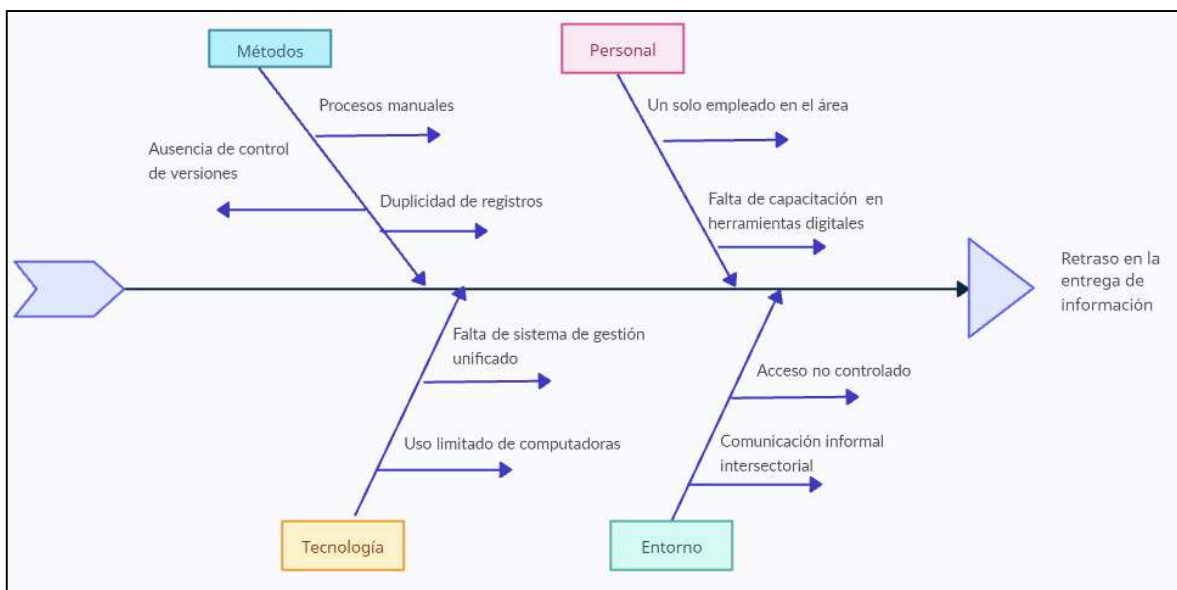 Métodos
Personal
Procesos manuales
Ausencia de control
de versiones
Duplicidad de registros
Un solo empleado en el área
Falta de capacitación en
herramientas digitales
Retraso en la
entrega de
información
Falta de sistema de gestión
unificado
Uso limitado de computadoras
Acceso no controlado
Comunicación informal
intersectorial
Tecnología
Entorno